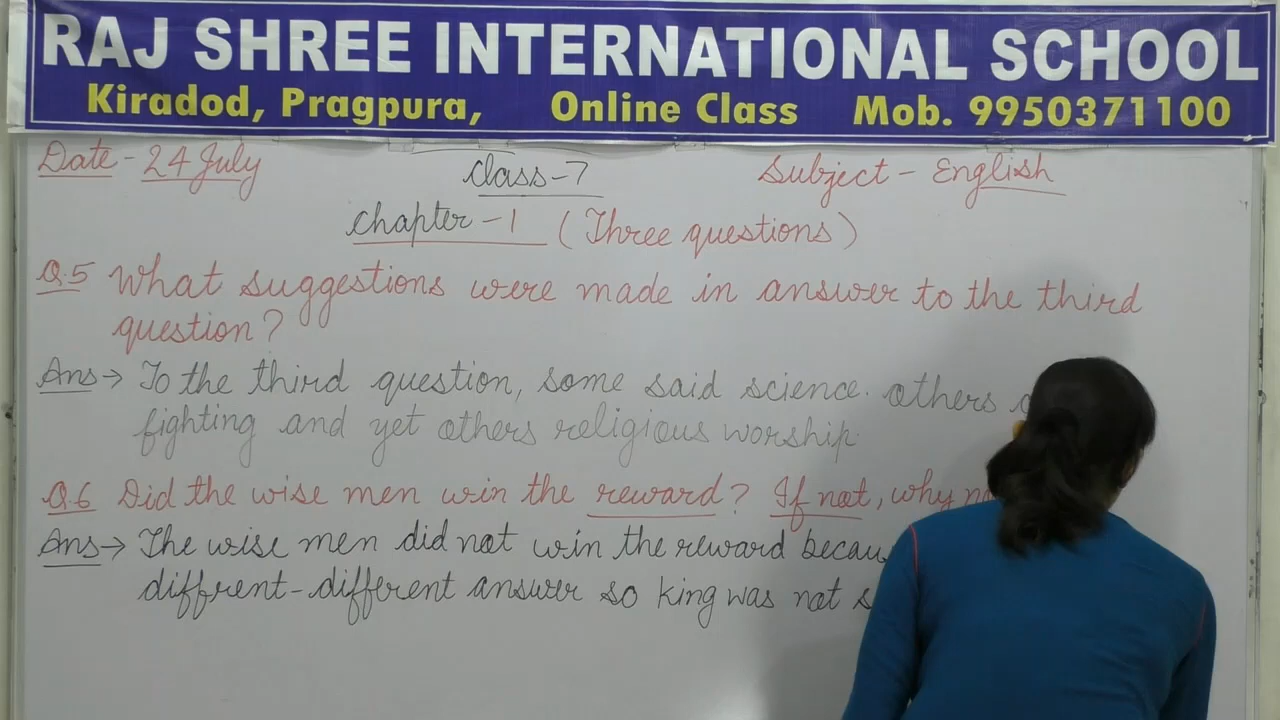 RAJ SHREE INTERNATIONAL SCHOOL
Kiradod, Pragpura, Online Class Mob. 9950371100
Date - 24 July Class - 7 Subject - English
Chapter - 1 (Three questions)
Q.5 What suggestions were made in answer to the third
question?
Ans → To the third question, some said science. others
fighting and yet others religious worship.
Q.6 Did the wise men win the reward? If not, why
Ans → The wise men did not win the reward
diffrent-different answer so king was not